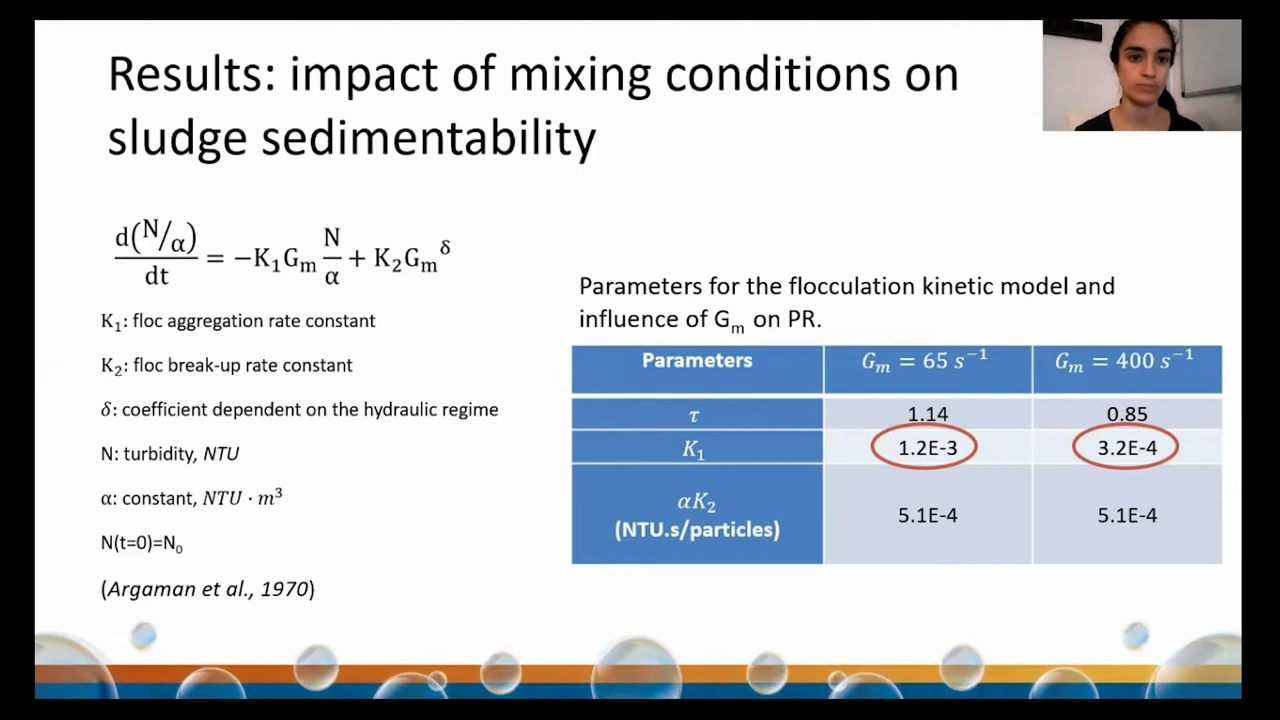 Results: impact of mixing conditions on
sludge sedimentability
d(N/α)/dt = −K₁Gₘ N/α + K₂Gₘ^δ
K₁: floc aggregation rate constant
K₂: floc break-up rate constant
δ: coefficient dependent on the hydraulic regime
N: turbidity, NTU
α: constant, NTU · m³
N(t=0)=N₀
(Argaman et al., 1970)
Parameters for the flocculation kinetic model and
influence of Gₘ on PR.
Parameters Gₘ = 65 s⁻¹ Gₘ = 400 s⁻¹
τ 1.14 0.85
K₁ 1.2E-3 3.2E-4
αK₂
(NTU.s/particles) 5.1E-4 5.1E-4